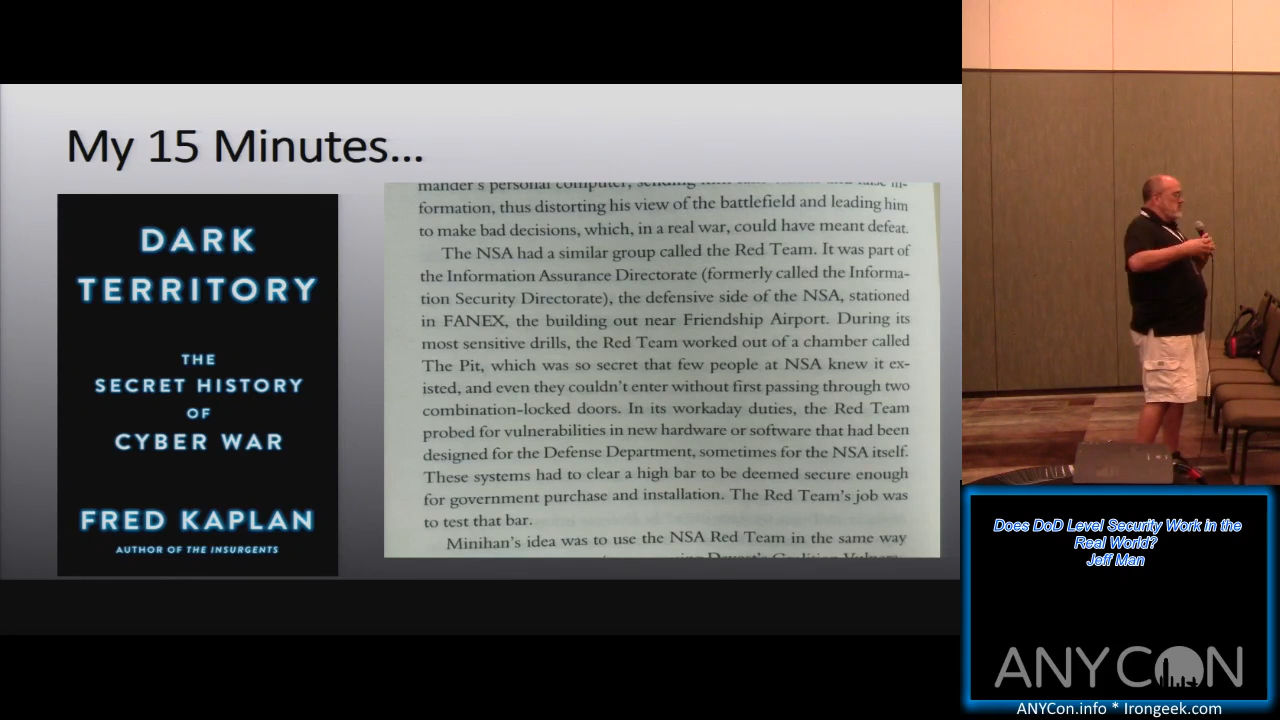 My 15 Minutes...
DARK
TERRITORY
THE
SECRET HISTORY
OF
CYBER WAR
FRED KAPLAN
AUTHOR OF THE INSURGENTS
mander's personal computer, sending him and false in-
formation, thus distorting his view of the battlefield and leading him
to make bad decisions, which, in a real war, could have meant defeat.
The NSA had a similar group called the Red Team. It was part of
the Information Assurance Directorate (formerly called the Informa-
tion Security Directorate), the defensive side of the NSA, stationed
in FANEX, the building out near Friendship Airport. During its
most sensitive drills, the Red Team worked out of a chamber called
The Pit, which was so secret that few people at NSA knew it ex-
isted, and even they couldn't enter without first passing through two
combination-locked doors. In its workaday duties, the Red Team
probed for vulnerabilities in new hardware or software that had been
designed for the Defense Department, sometimes for the NSA itself.
These systems had to clear a high bar to be deemed secure enough
for government purchase and installation. The Red Team's job was
to test that bar.
Minihan's idea was to use the NSA Red Team in the same way
Coalition
Does DoD Level Security Work in the
Real World?
Jeff Man
ANYCON
ANYCon.info * Irongeek.com